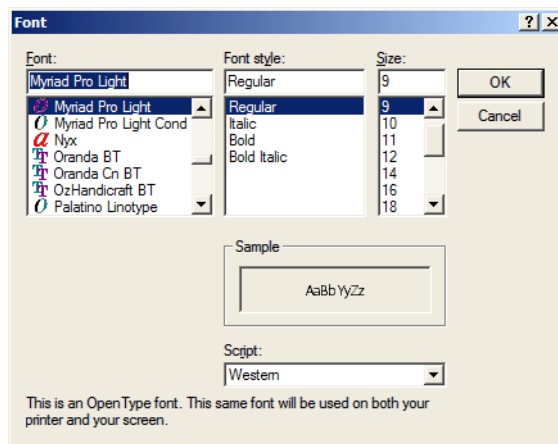 Font
Font:
Myriad Pro Light
Myriad Pro Light
Myriad Pro Light Cond
Nyx
Oranda BT
Oranda Cn BT
OzHandicraft BT
Palatino Linotype
Font style:
Regular
Regular
Italic
Bold
Bold Italic
Size:
9
9
10
11
12
14
16
18
OK
Cancel
Sample
AaBbYyZz
Script:
Western
This is an OpenType font. This same font will be used on both your
printer and your screen.